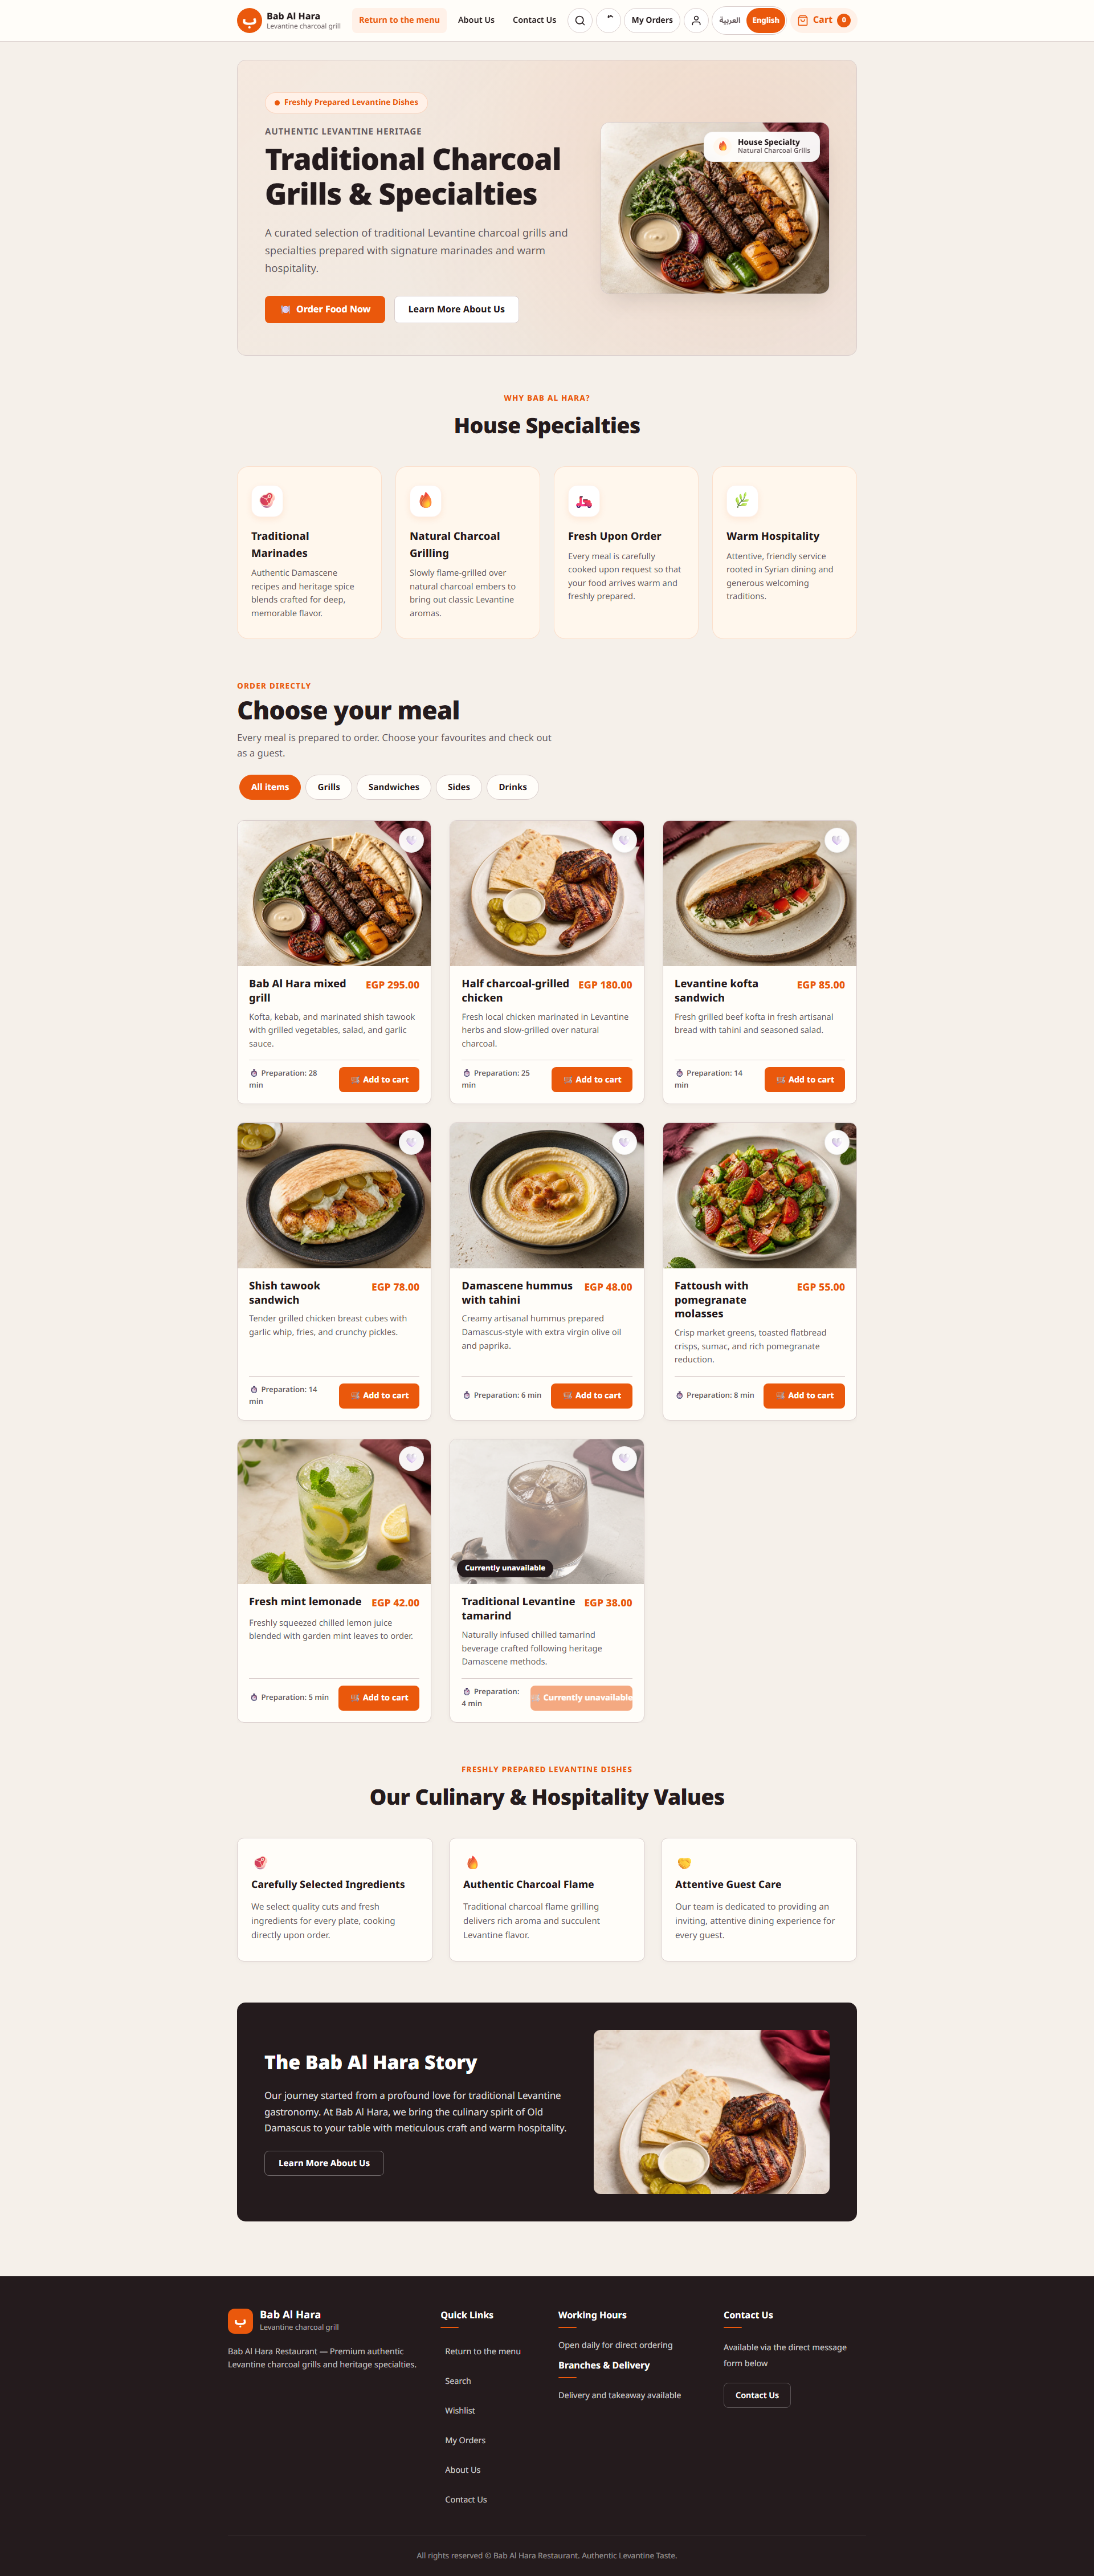 ب
Bab Al Hara
Levantine charcoal grill
Return to the menu
About Us
Contact Us
My Orders
العربية
English
Cart
0
Freshly Prepared Levantine Dishes
AUTHENTIC LEVANTINE HERITAGE
Traditional Charcoal
Grills & Specialties
A curated selection of traditional Levantine charcoal grills and
specialties prepared with signature marinades and warm
hospitality.
Order Food Now
Learn More About Us
House Specialty
Natural Charcoal Grills
WHY BAB AL HARA?
House Specialties
Traditional
Marinades
Authentic Damascene
recipes and heritage spice
blends crafted for deep,
memorable flavor.
Natural Charcoal
Grilling
Slowly flame-grilled over
natural charcoal embers to
bring out classic Levantine
aromas.
Fresh Upon Order
Every meal is carefully
cooked upon request so that
your food arrives warm and
freshly prepared.
Warm Hospitality
Attentive, friendly service
rooted in Syrian dining and
generous welcoming
traditions.
ORDER DIRECTLY
Choose your meal
Every meal is prepared to order. Choose your favourites and check out
as a guest.
All items
Grills
Sandwiches
Sides
Drinks
Bab Al Hara mixed
grill
EGP 295.00
Kofta, kebab, and marinated shish tawook
with grilled vegetables, salad, and garlic
sauce.
Preparation: 28
min
Add to cart
Half charcoal-grilled
chicken
EGP 180.00
Fresh local chicken marinated in Levantine
herbs and slow-grilled over natural
charcoal.
Preparation: 25
min
Add to cart
Levantine kofta
sandwich
EGP 85.00
Fresh grilled beef kofta in fresh artisanal
bread with tahini and seasoned salad.
Preparation: 14
min
Add to cart
Shish tawook
sandwich
EGP 78.00
Tender grilled chicken breast cubes with
garlic whip, fries, and crunchy pickles.
Preparation: 14
min
Add to cart
Damascene hummus
with tahini
EGP 48.00
Creamy artisanal hummus prepared
Damascus-style with extra virgin olive oil
and paprika.
Preparation: 6 min
Add to cart
Fattoush with
pomegranate
molasses
EGP 55.00
Crisp market greens, toasted flatbread
crisps, sumac, and rich pomegranate
reduction.
Preparation: 8 min
Add to cart
Fresh mint lemonade
EGP 42.00
Freshly squeezed chilled lemon juice
blended with garden mint leaves to order.
Preparation: 5 min
Add to cart
Currently unavailable
Traditional Levantine
tamarind
EGP 38.00
Naturally infused chilled tamarind
beverage crafted following heritage
Damascene methods.
Preparation:
4 min
Currently unavailable
FRESHLY PREPARED LEVANTINE DISHES
Our Culinary & Hospitality Values
Carefully Selected Ingredients
We select quality cuts and fresh
ingredients for every plate, cooking
directly upon order.
Authentic Charcoal Flame
Traditional charcoal flame grilling
delivers rich aroma and succulent
Levantine flavor.
Attentive Guest Care
Our team is dedicated to providing an
inviting, attentive dining experience for
every guest.
The Bab Al Hara Story
Our journey started from a profound love for traditional Levantine
gastronomy. At Bab Al Hara, we bring the culinary spirit of Old
Damascus to your table with meticulous craft and warm hospitality.
Learn More About Us
ب
Bab Al Hara
Levantine charcoal grill
Bab Al Hara Restaurant — Premium authentic
Levantine charcoal grills and heritage specialties.
Quick Links
Return to the menu
Search
Wishlist
My Orders
About Us
Contact Us
Working Hours
Open daily for direct ordering
Branches & Delivery
Delivery and takeaway available
Contact Us
Available via the direct message
form below
Contact Us
All rights reserved © Bab Al Hara Restaurant. Authentic Levantine Taste.